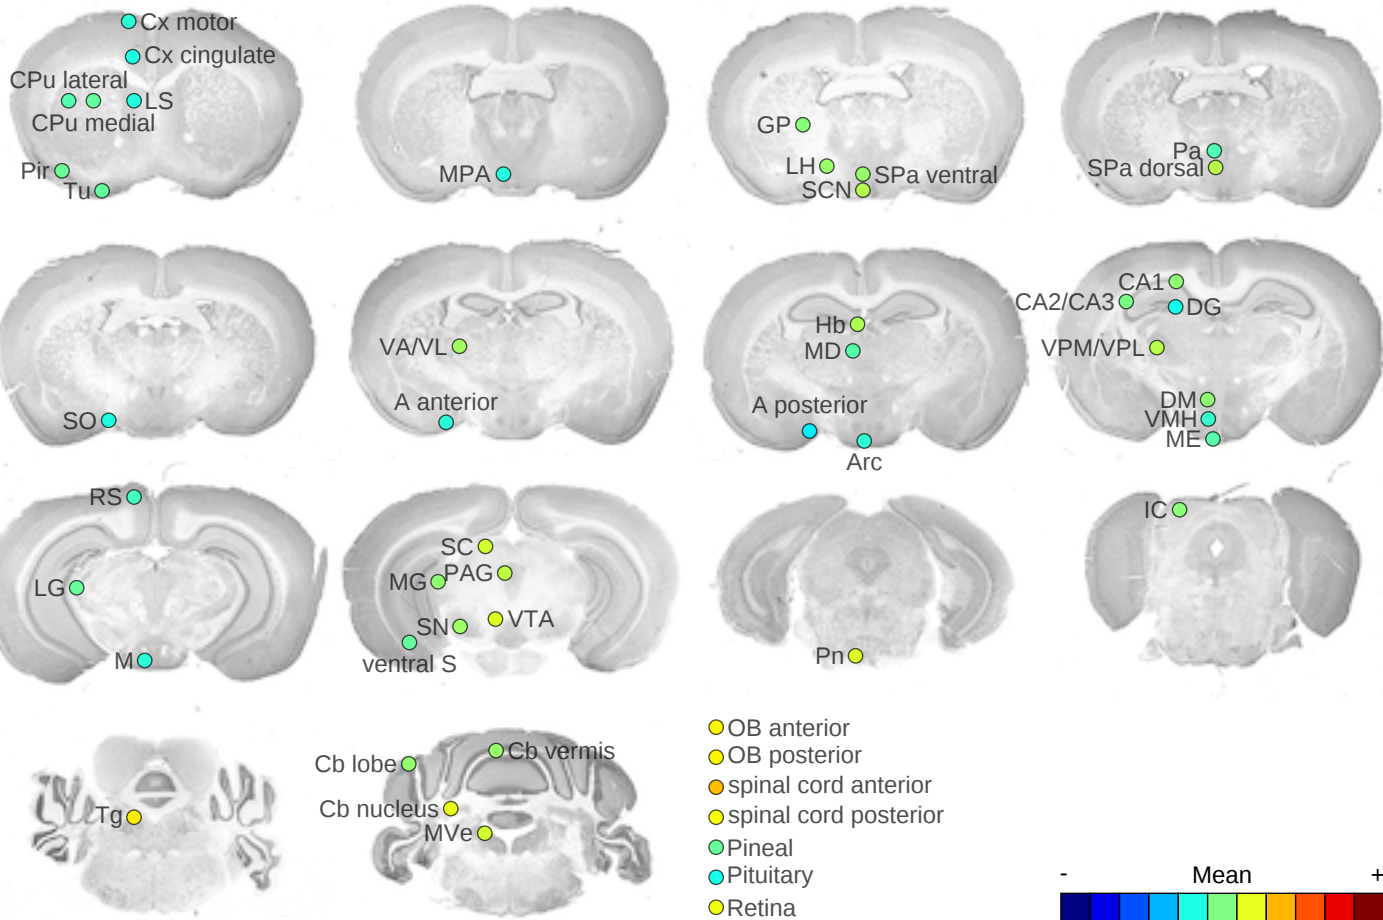 Cx motor
Cx cingulate
CPu lateral
LS
CPu medial
Pir
Tu
MPA
GP
LH
SPa ventral
SCN
Pa
SPa dorsal
SO
VA/VL
A anterior
Hb
MD
A posterior
Arc
CA1
CA2/CA3
DG
VPM/VPL
DM
VMH
ME
RS
LG
M
SC
PAG
MG
VTA
SN
ventral S
Pn
IC
Tg
Cb vermis
Cb lobe
Cb nucleus
MVe
OB anterior
OB posterior
spinal cord anterior
spinal cord posterior
Pineal
Pituitary
Retina
- Mean +